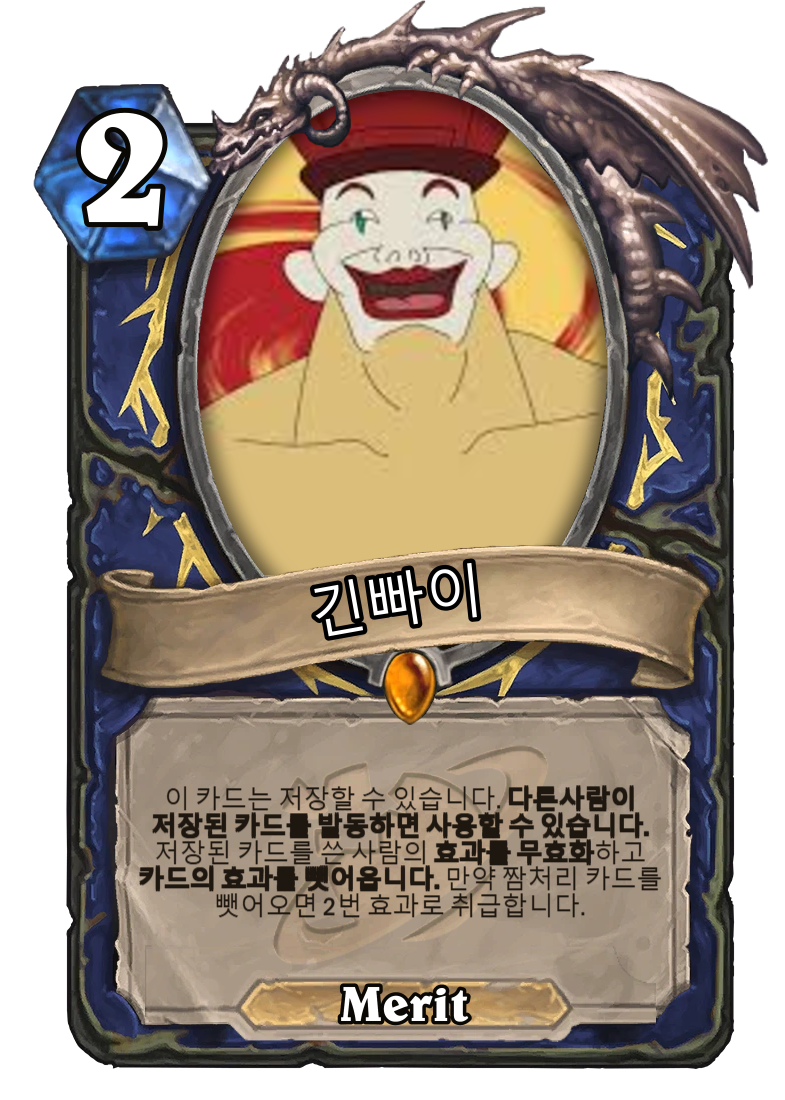 2
긴빠이
이 카드는 저장할 수 있습니다. 다른사람이
저장된 카드를 발동하면 사용할 수 있습니다.
저장된 카드를 쓴 사람의 효과를 무효화하고
카드의 효과를 뺏어옵니다. 만약 짬처리 카드를
뺏어오면 2번 효과로 취급합니다.
Merit